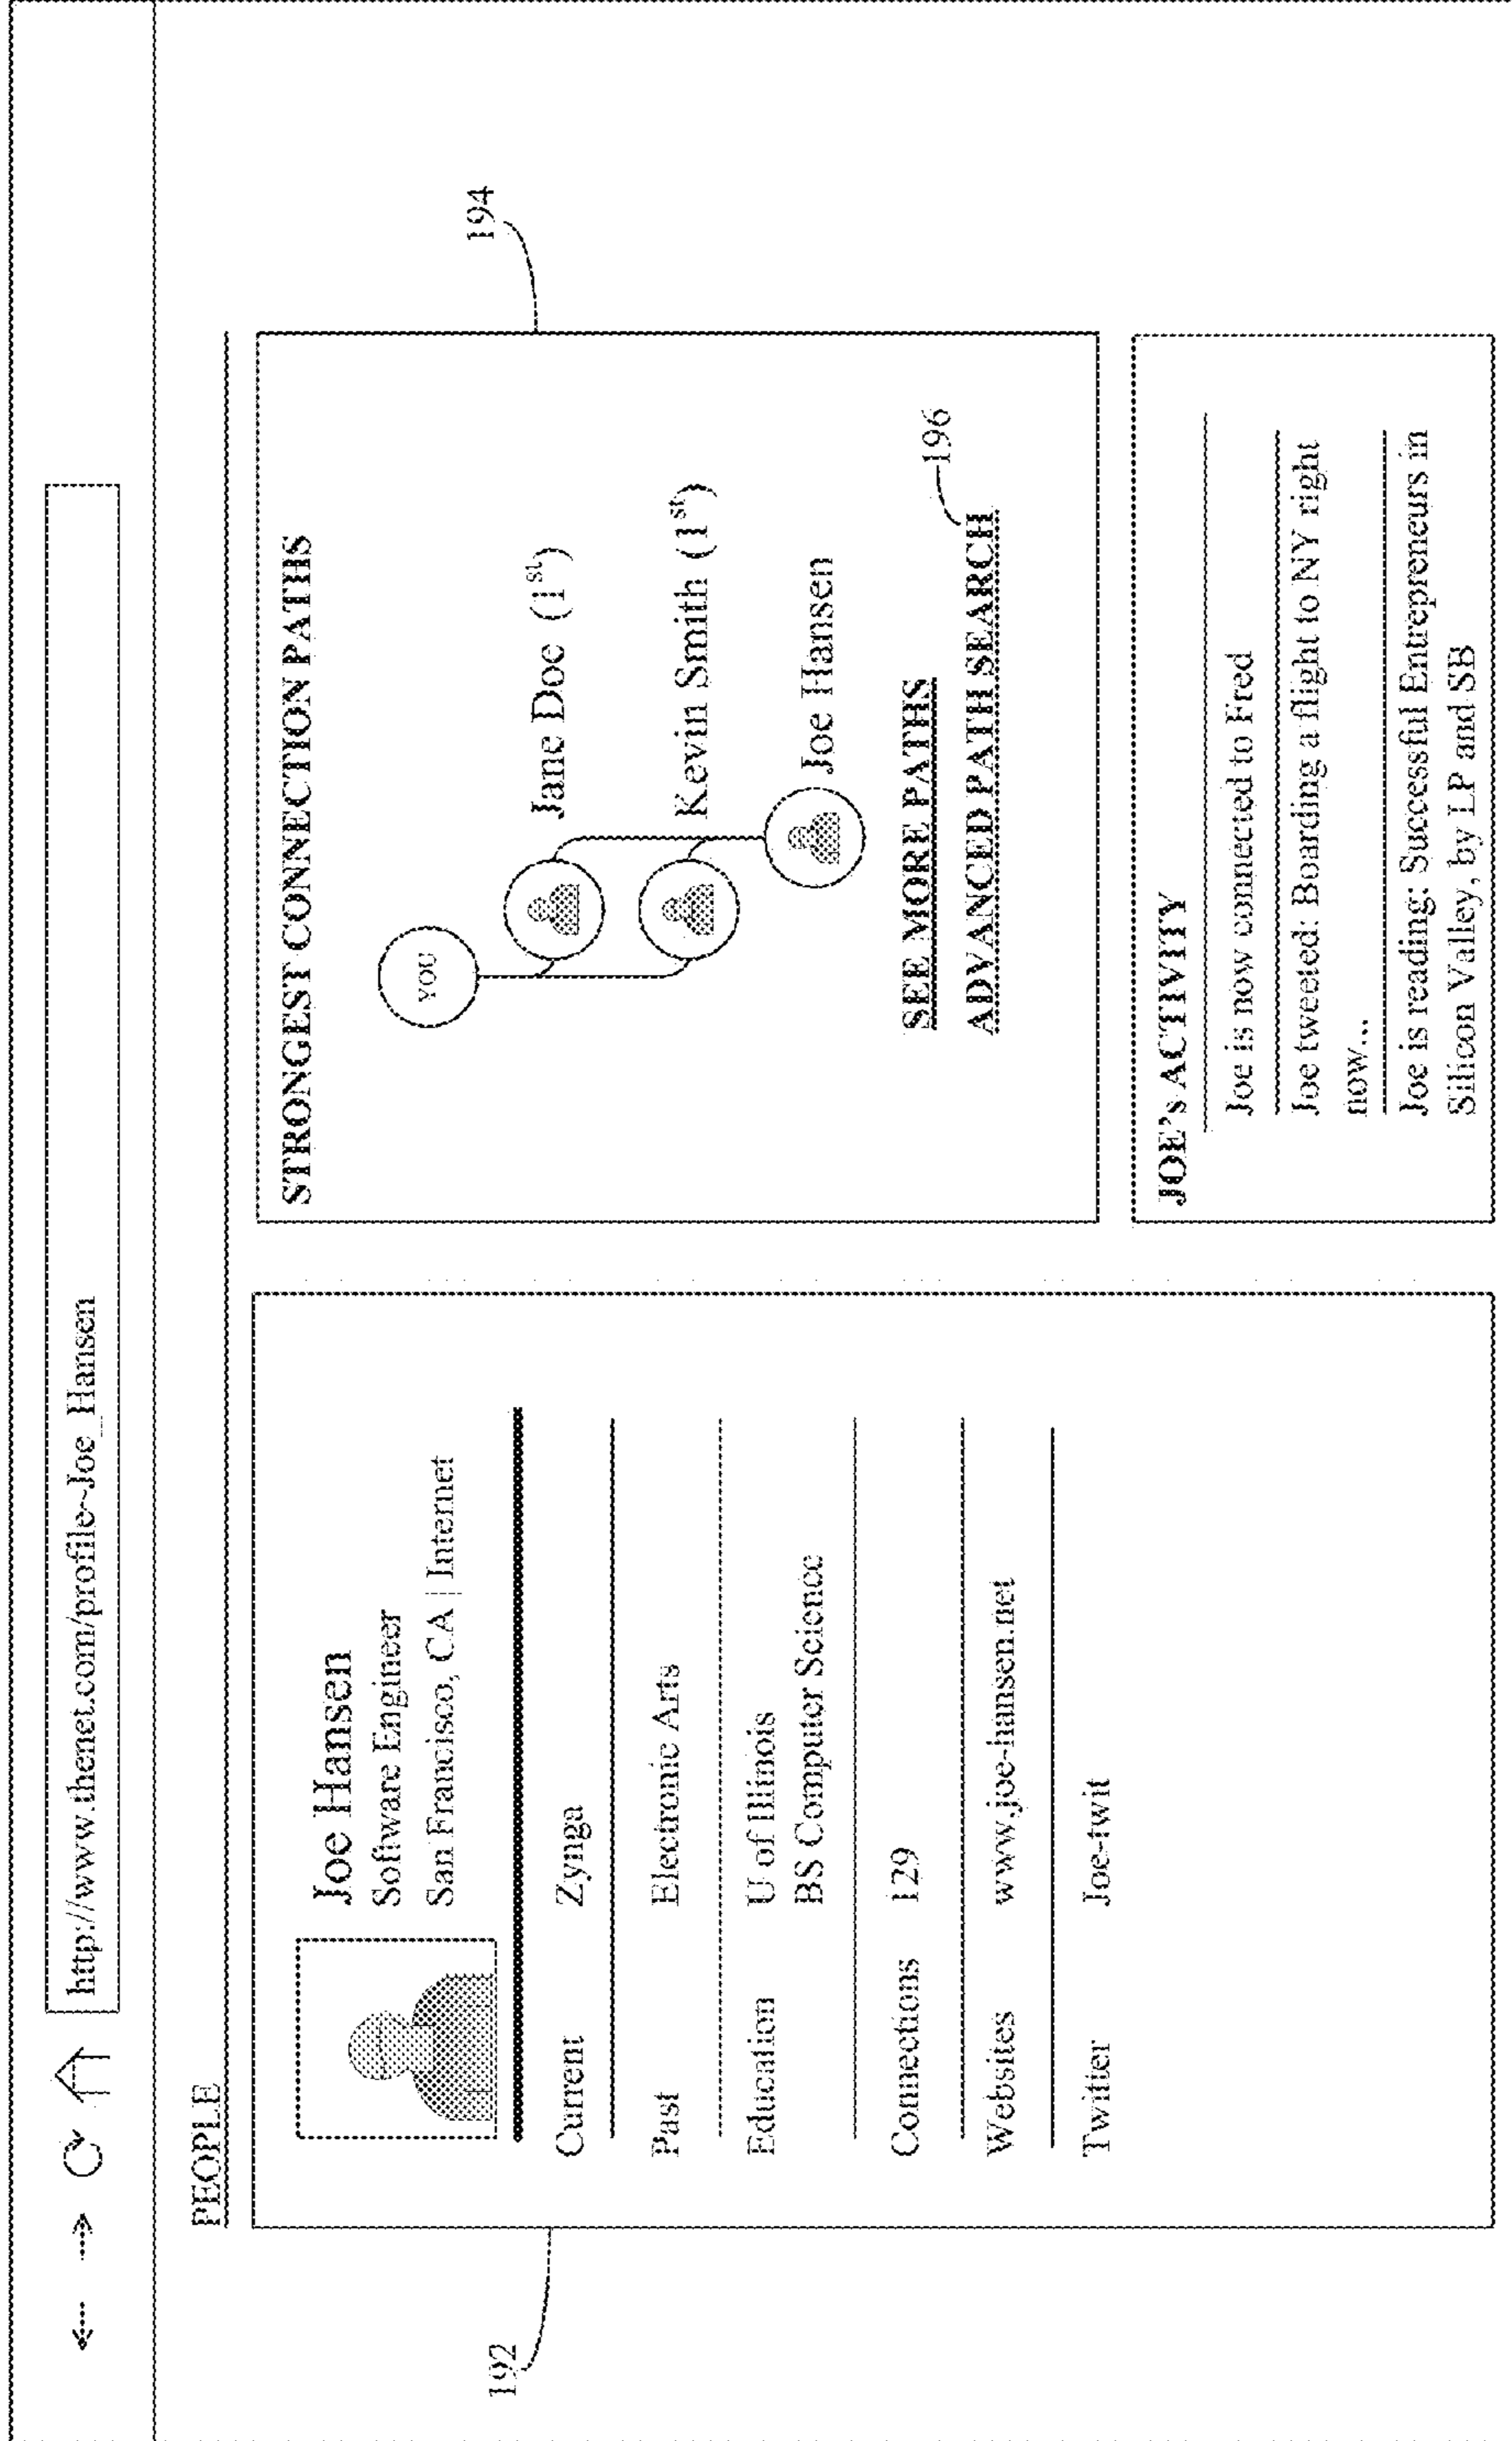 http://www.thenet.com/profile~Joe_Hansen
PEOPLE
192
Joe Hansen
Software Engineer
San Francisco, CA | Internet
Current Zynga
Past Electronic Arts
Education U of Illinois
BS Computer Science
Connections 129
Websites www.joe-hansen.net
Twitter Joe-twit
194
STRONGEST CONNECTION PATHS
YOU
Jane Doe (1st)
Kevin Smith (1st)
Joe Hansen
SEE MORE PATHS
196
ADVANCED PATH SEARCH
JOE's ACTIVITY
Joe is now connected to Fred
Joe tweeted: Boarding a flight to NY right
now...
Joe is reading: Successful Entrepreneurs in
Silicon Valley, by LP and SB